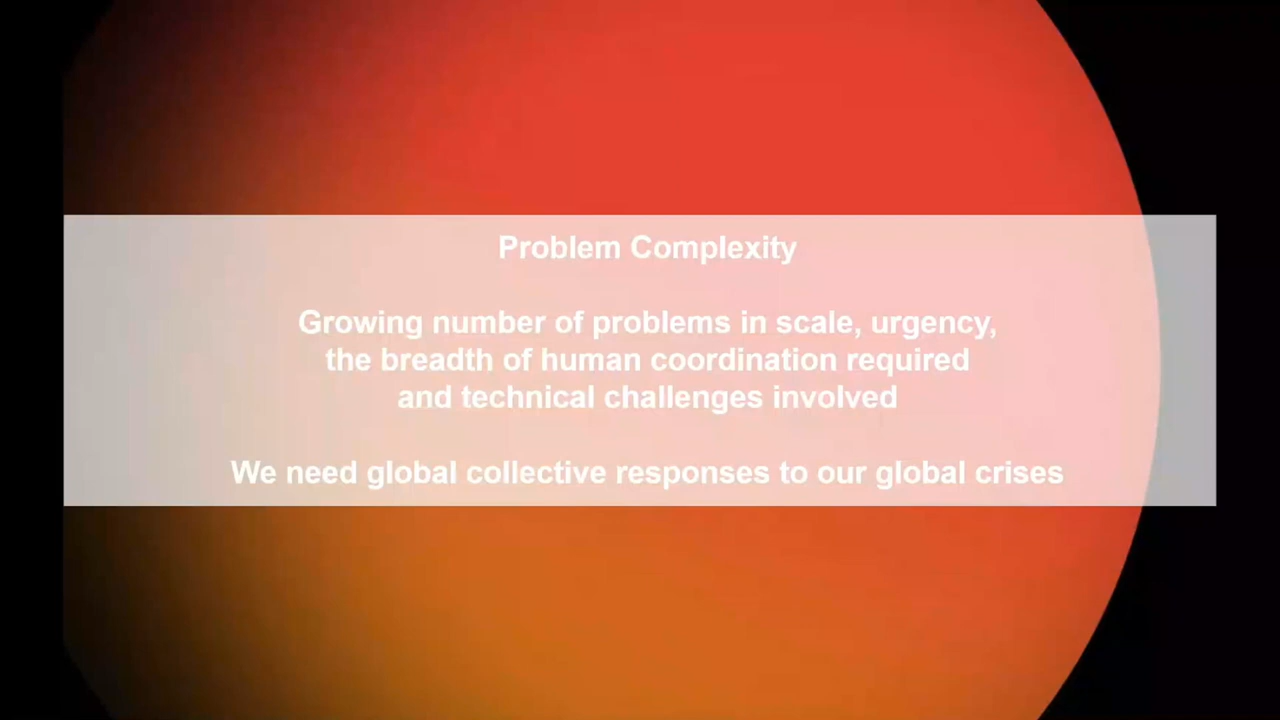 Problem Complexity
Growing number of problems in scale, urgency,
the breadth of human coordination required
and technical challenges involved
We need global collective responses to our global crises